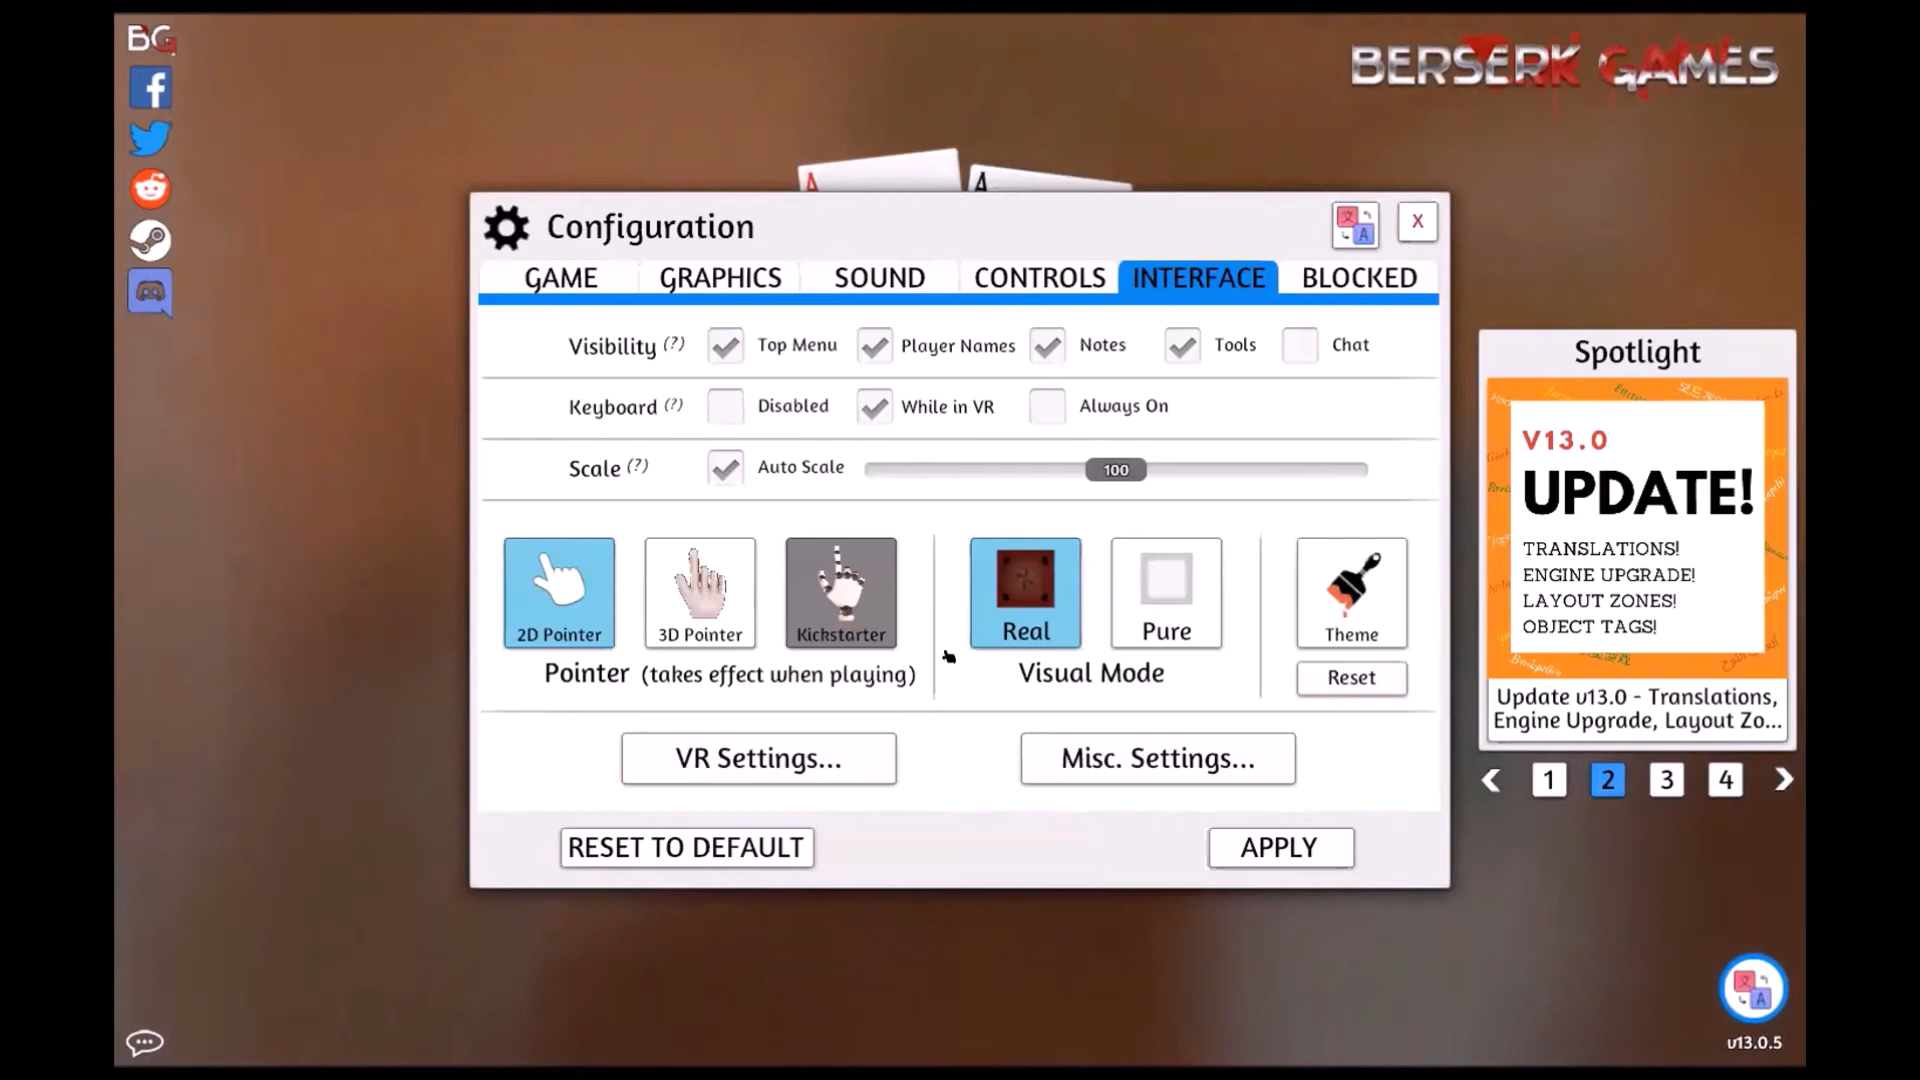 BG
BERSERK GAMES
A
A
Configuration
X
GAME
GRAPHICS
SOUND
CONTROLS
INTERFACE
BLOCKED
Visibility (?)
Top Menu
Player Names
Notes
Tools
Chat
Keyboard (?)
Disabled
While in VR
Always On
Scale (?)
Auto Scale
100
2D Pointer
3D Pointer
Kickstarter
Pointer (takes effect when playing)
Real
Pure
Visual Mode
Theme
Reset
VR Settings...
Misc. Settings...
RESET TO DEFAULT
APPLY
Spotlight
V13.0
UPDATE!
TRANSLATIONS!
ENGINE UPGRADE!
LAYOUT ZONES!
OBJECT TAGS!
Update v13.0 - Translations,
Engine Upgrade, Layout Zo...
1
2
3
4
文
A
v13.0.5